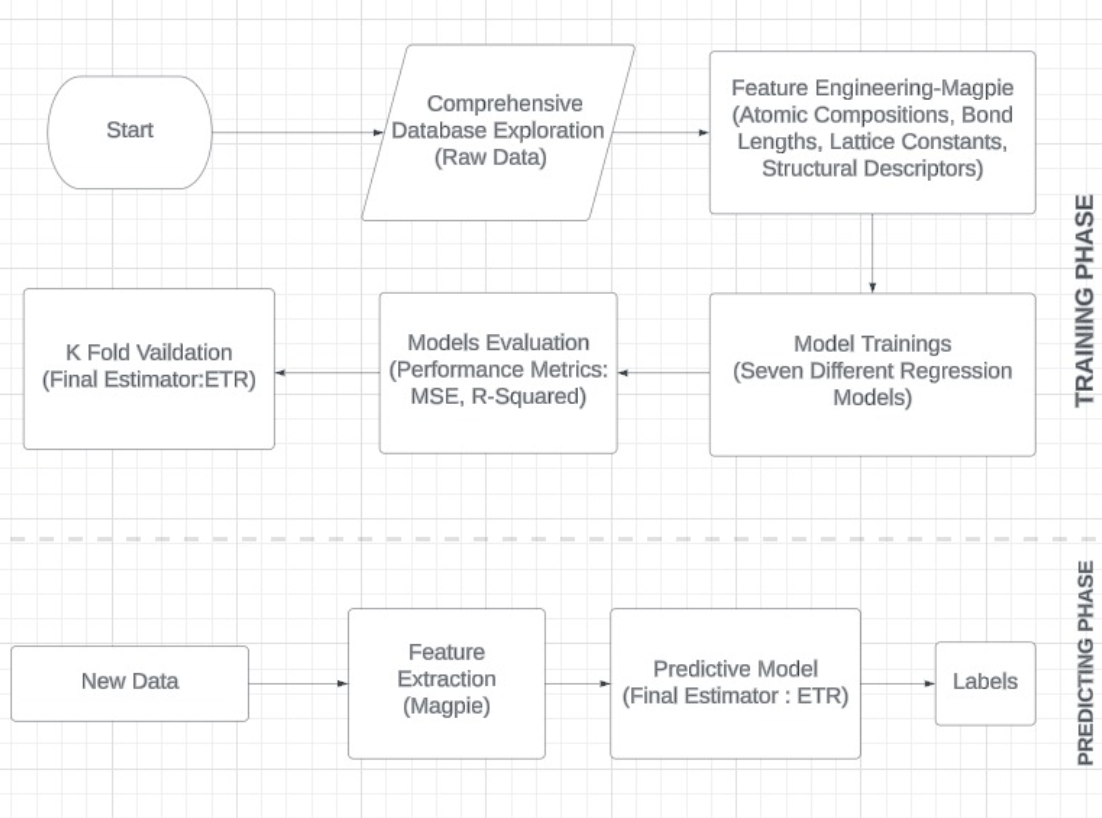 Start
Comprehensive
Database Exploration
(Raw Data)
Feature Engineering-Magpie
(Atomic Compositions, Bond
Lengths, Lattice Constants,
Structural Descriptors)
TRAINING PHASE
Model Trainings
(Seven Different Regression
Models)
Models Evaluation
(Performance Metrics:
MSE, R-Squared)
K Fold Vaildation
(Final Estimator:ETR)
New Data
Feature
Extraction
(Magpie)
Predictive Model
(Final Estimator : ETR)
Labels
PREDICTING PHASE